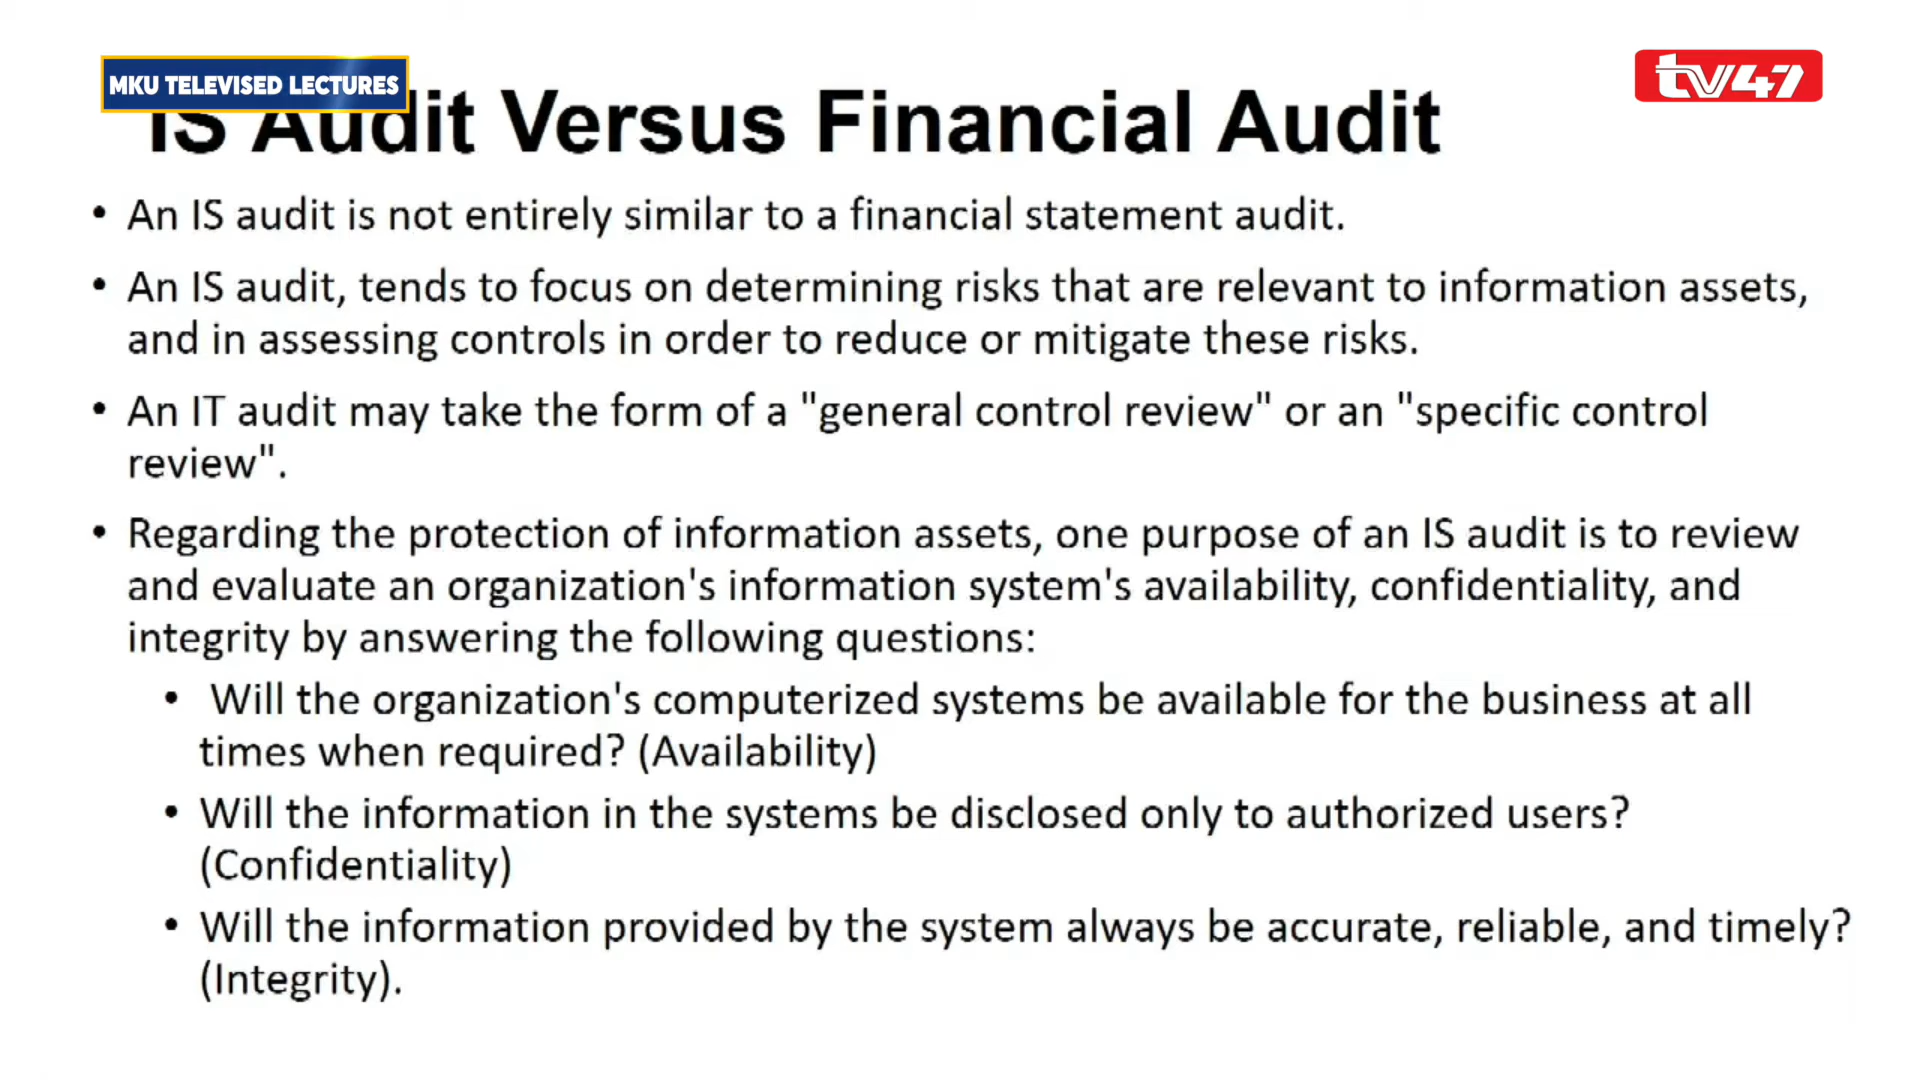 MKU TELEVISED LECTURES
tv47
IS Audit Versus Financial Audit
• An IS audit is not entirely similar to a financial statement audit.
• An IS audit, tends to focus on determining risks that are relevant to information assets,
and in assessing controls in order to reduce or mitigate these risks.
• An IT audit may take the form of a "general control review" or an "specific control
review".
• Regarding the protection of information assets, one purpose of an IS audit is to review
and evaluate an organization's information system's availability, confidentiality, and
integrity by answering the following questions:
• Will the organization's computerized systems be available for the business at all
times when required? (Availability)
• Will the information in the systems be disclosed only to authorized users?
(Confidentiality)
• Will the information provided by the system always be accurate, reliable, and timely?
(Integrity).